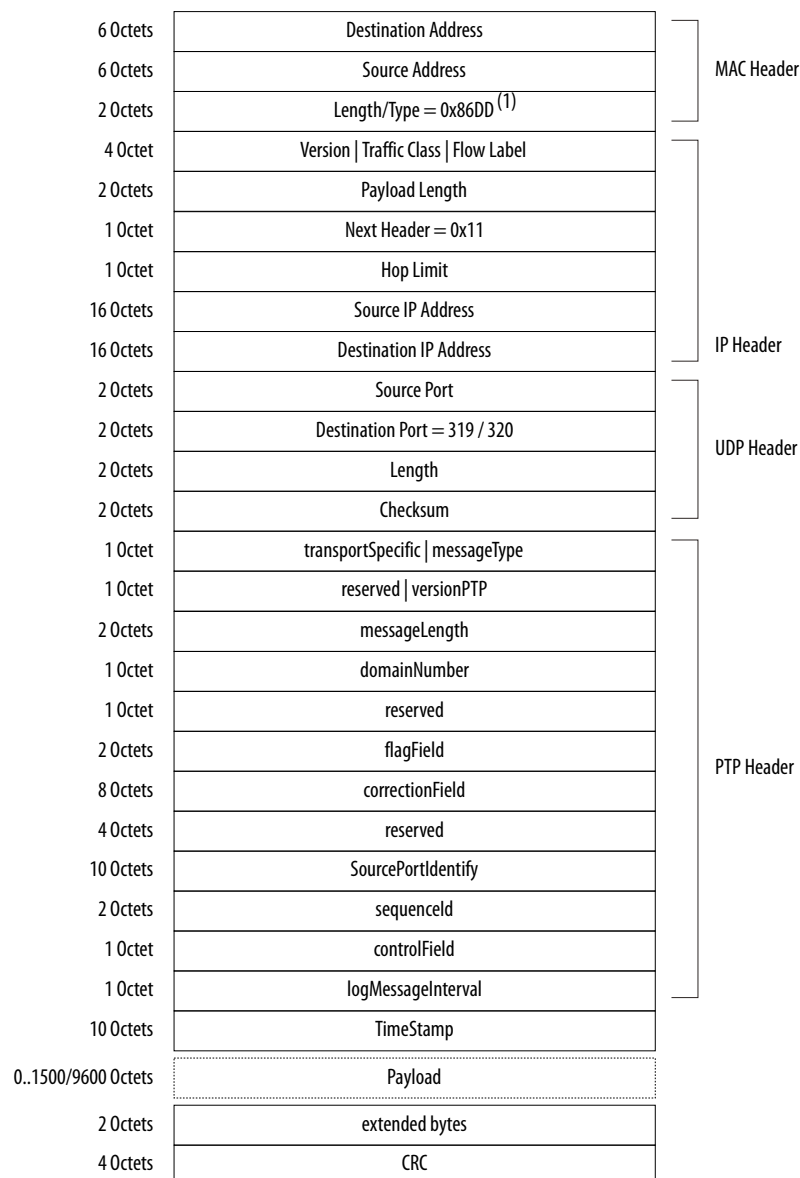 6 Octets Destination Address
6 Octets Source Address MAC Header
2 Octets Length/Type = 0x86DD (1)
4 Octet Version | Traffic Class | Flow Label
2 Octets Payload Length
1 Octet Next Header = 0x11
1 Octet Hop Limit
16 Octets Source IP Address
16 Octets Destination IP Address IP Header
2 Octets Source Port
2 Octets Destination Port = 319 / 320 UDP Header
2 Octets Length
2 Octets Checksum
1 Octet transportSpecific | messageType
1 Octet reserved | versionPTP
2 Octets messageLength
1 Octet domainNumber
1 Octet reserved
2 Octets flagField PTP Header
8 Octets correctionField
4 Octets reserved
10 Octets SourcePortIdentify
2 Octets sequenceId
1 Octet controlField
1 Octet logMessageInterval
10 Octets TimeStamp
0..1500/9600 Octets Payload
2 Octets extended bytes
4 Octets CRC